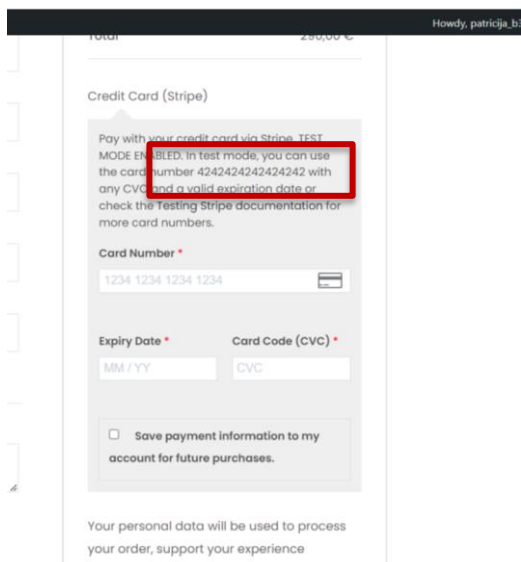 Howdy, patricija_b3
Total 290,00 €
Credit Card (Stripe)
Pay with your credit card via Stripe. TEST
MODE ENABLED. In test mode, you can use
the card number 4242424242424242 with
any CVC and a valid expiration date or
check the Testing Stripe documentation for
more card numbers.
Card Number *
1234 1234 1234 1234
Expiry Date * Card Code (CVC) *
MM / YY CVC
Save payment information to my
account for future purchases.
Your personal data will be used to process
your order, support your experience